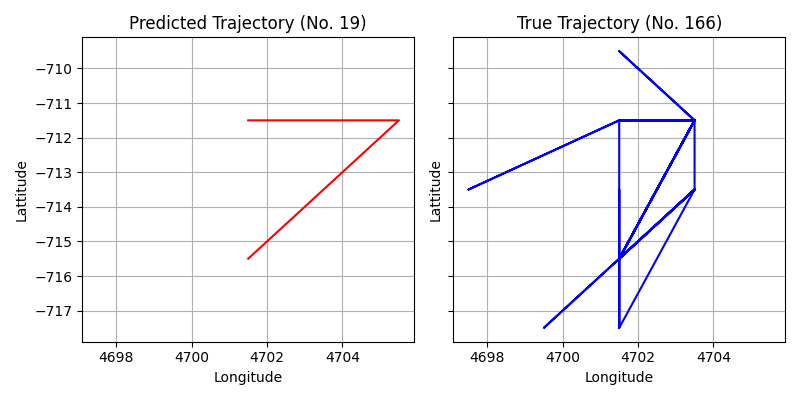 Predicted Trajectory (No. 19)
True Trajectory (No. 166)
−710
−711
−712
−713
−714
−715
−716
−717
Lattitude
Lattitude
4698
4700
4702
4704
4698
4700
4702
4704
Longitude
Longitude